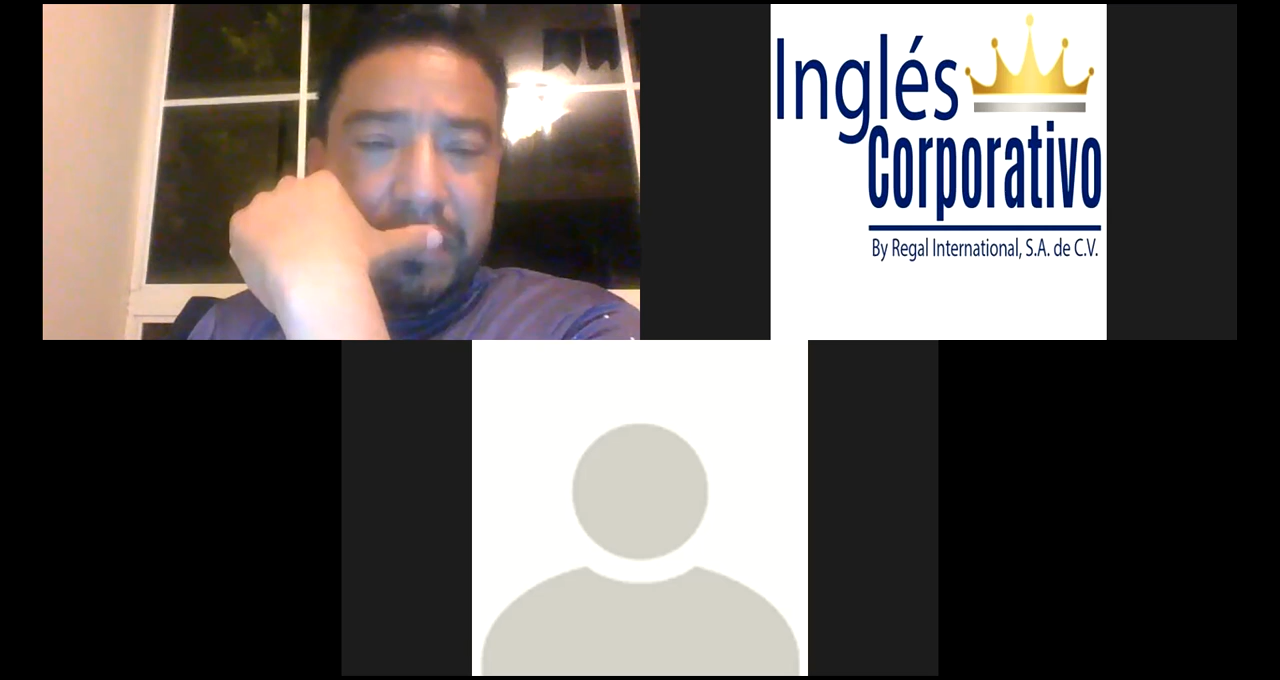 Inglés
Corporativo
By Regal International, S.A. de C.V.